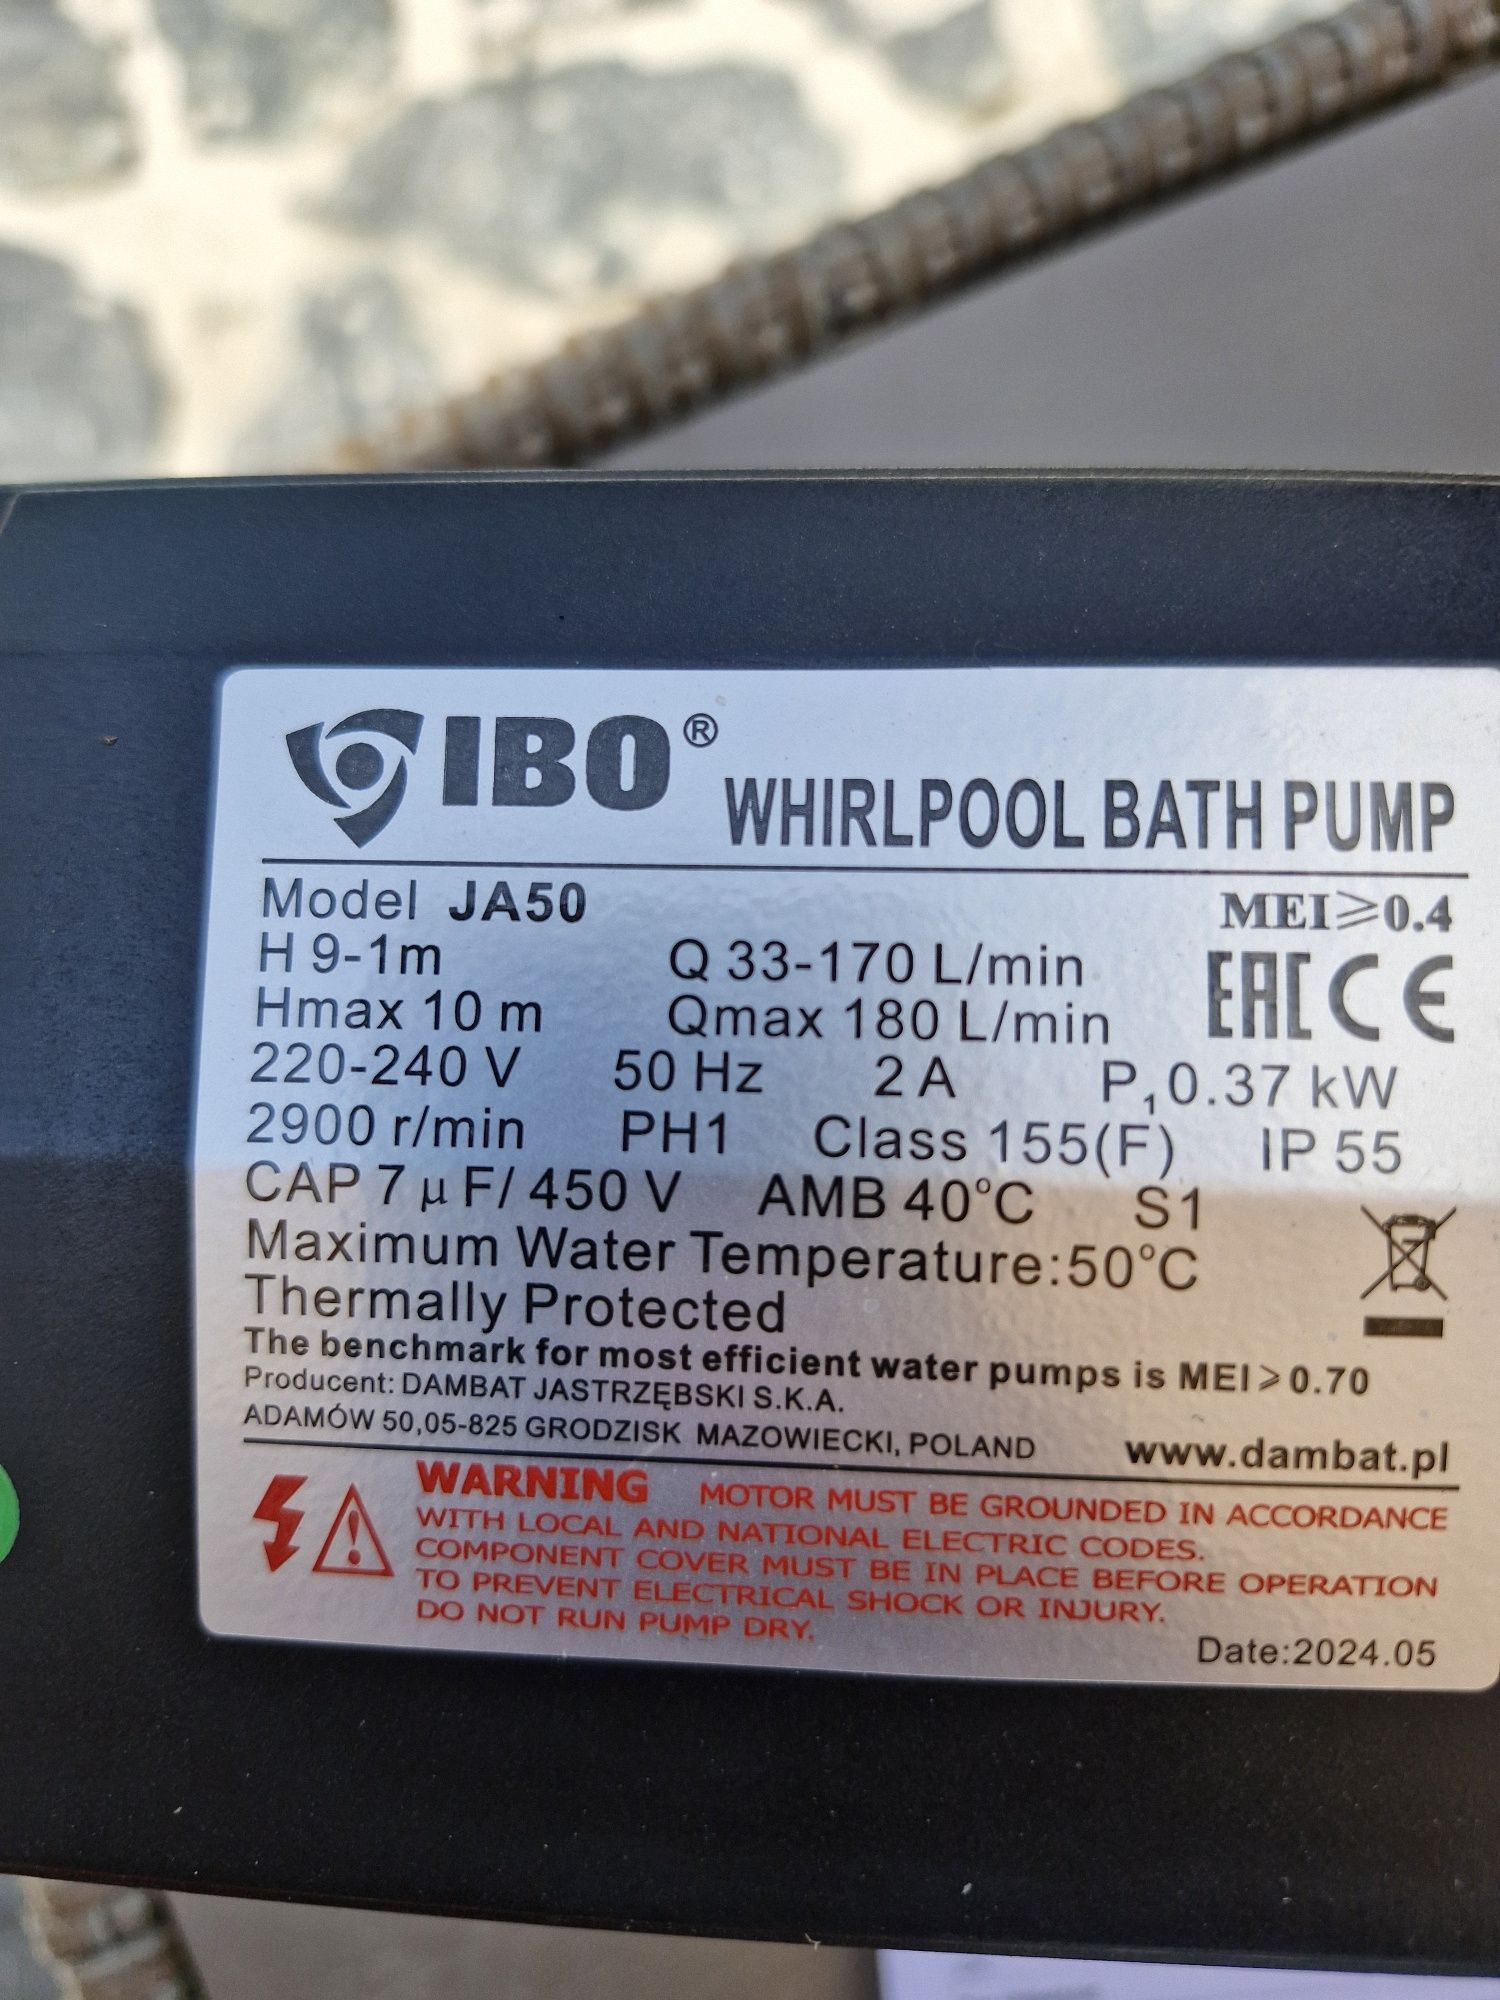 IBO® WHIRLPOOL BATH PUMP
Model JA50 MEI⩾0.4
H 9-1m Q 33-170 L/min EAC CE
Hmax 10 m Qmax 180 L/min
220-240 V 50 Hz 2 A P₁0.37 kW
2900 r/min PH1 Class 155(F) IP 55
CAP 7 μF/ 450 V AMB 40°C S1
Maximum Water Temperature:50°C
Thermally Protected
The benchmark for most efficient water pumps is MEI⩾0.70
Producent: DAMBAT JASTRZĘBSKI S.K.A.
ADAMÓW 50,05-825 GRODZISK MAZOWIECKI, POLAND www.dambat.pl
WARNING MOTOR MUST BE GROUNDED IN ACCORDANCE
WITH LOCAL AND NATIONAL ELECTRIC CODES.
COMPONENT COVER MUST BE IN PLACE BEFORE OPERATION
TO PREVENT ELECTRICAL SHOCK OR INJURY.
DO NOT RUN PUMP DRY.
Date:2024.05